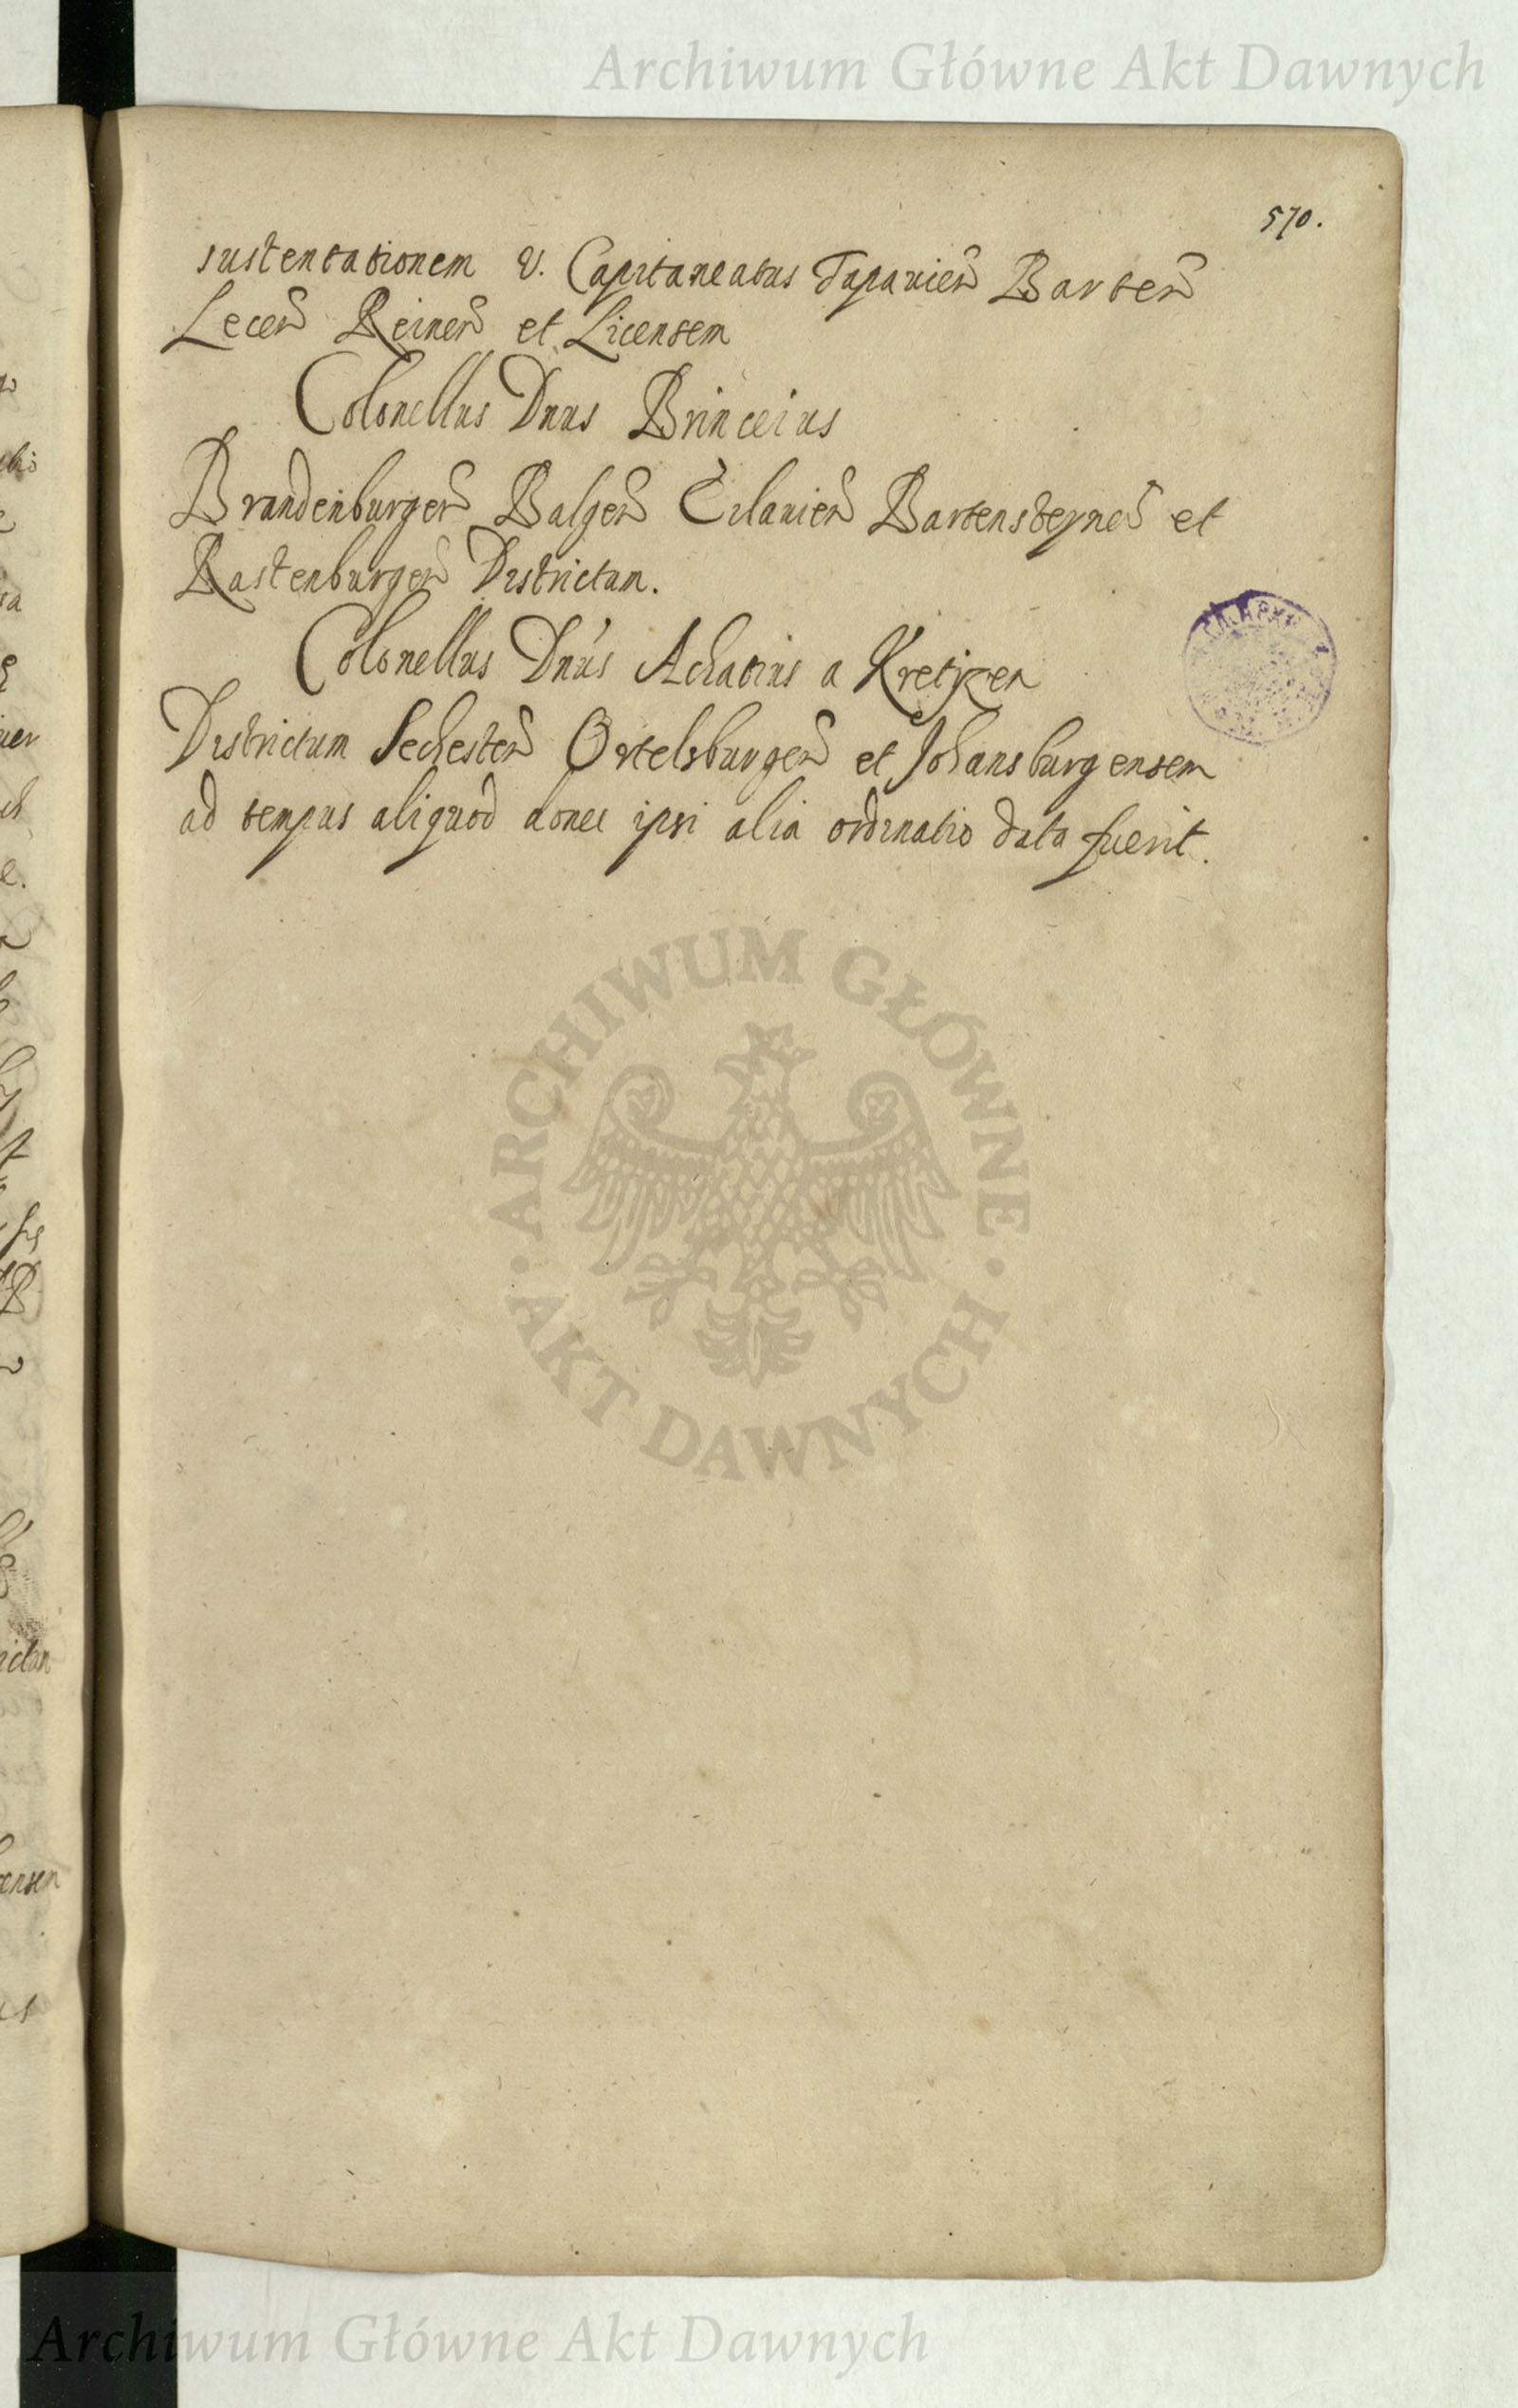 Archiwum Główne Akt Dawnych
570.
sustentationem V. Capitaneatus Tapavien Barten
Lecen Reinen et Licensem
Colonellus Dnus Brinceius
Brandenburgen Balgen Eilavien Bartensteynen et
Rastenburgen Districtum.
Colonellus Dnus Achatius a Kreitzen
Districtum Sechesten Ortelsburgen et Johansburgensem
ad tempus aliquod donec ipsi alia ordinatio data fuerit.
ARCHIWUM GŁÓWNE
AKT DAWNYCH
Archiwum Główne Akt Dawnych